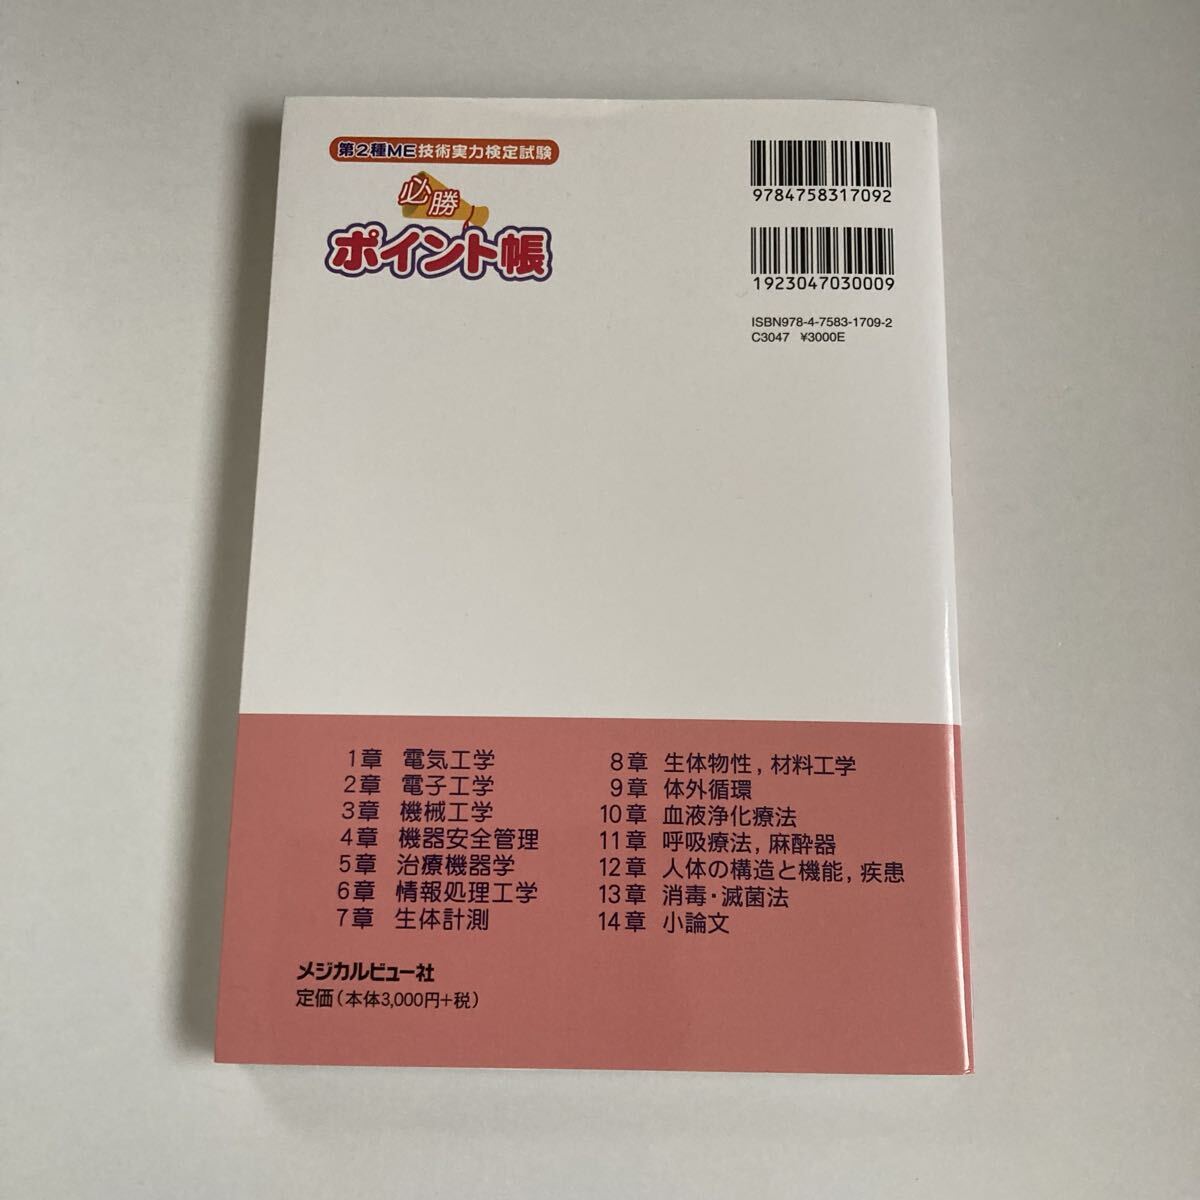 第2種ME技術実力検定試験
必勝
ポイント帳
9784758317092
1923047030009
ISBN978-4-7583-1709-2
C3047 ¥3000E
1章 電気工学
2章 電子工学
3章 機械工学
4章 機器安全管理
5章 治療機器学
6章 情報処理工学
7章 生体計測
8章 生体物性，材料工学
9章 体外循環
10章 血液浄化療法
11章 呼吸療法，麻酔器
12章 人体の構造と機能，疾患
13章 消毒・滅菌法
14章 小論文
メジカルビュー社
定価（本体3,000円+税）